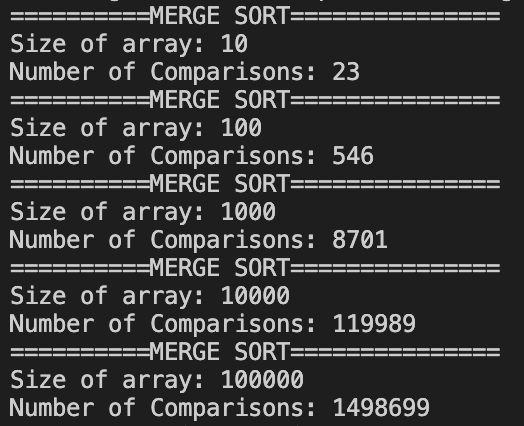 ==========MERGE SORT===============
Size of array: 10
Number of Comparisons: 23
==========MERGE SORT===============
Size of array: 100
Number of Comparisons: 546
==========MERGE SORT===============
Size of array: 1000
Number of Comparisons: 8701
==========MERGE SORT===============
Size of array: 10000
Number of Comparisons: 119989
==========MERGE SORT===============
Size of array: 100000
Number of Comparisons: 1498699